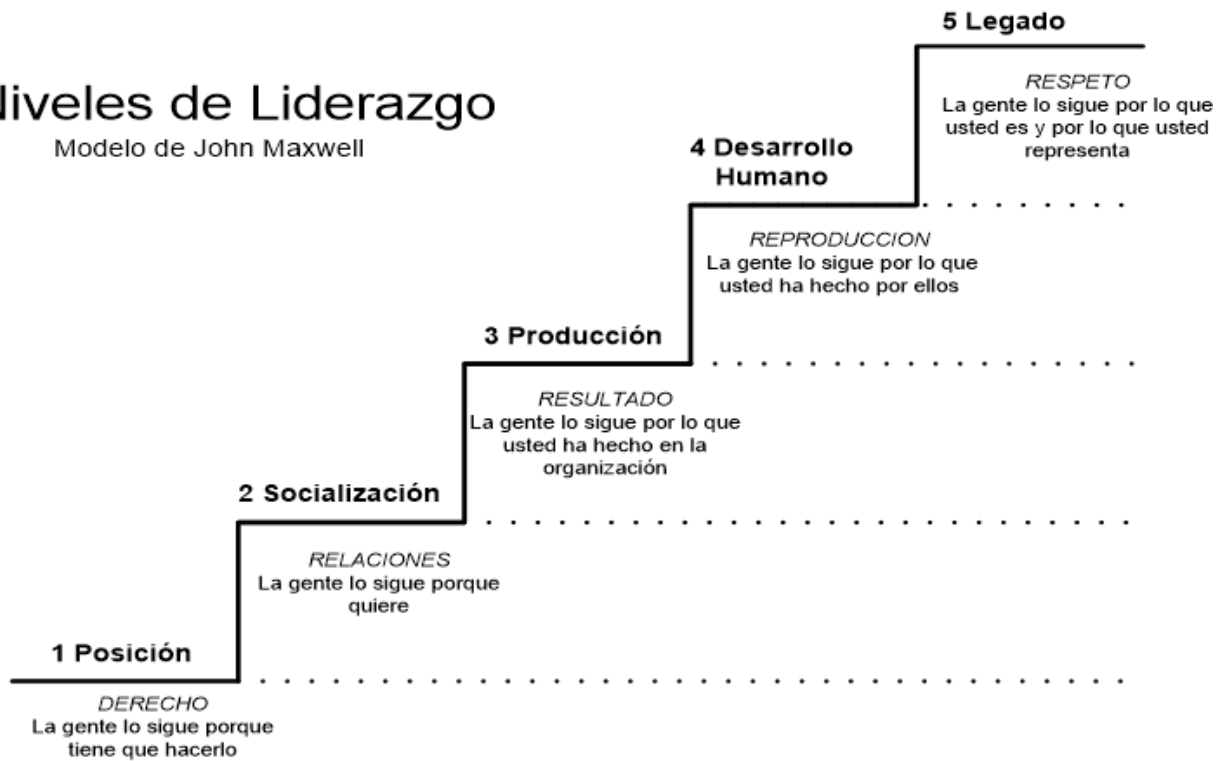 iveles de Liderazgo
Modelo de John Maxwell
5 Legado
RESPETO
La gente lo sigue por lo que
usted es y por lo que usted
representa
4 Desarrollo
Humano
REPRODUCCION
La gente lo sigue por lo que
usted ha hecho por ellos
3 Producción
RESULTADO
La gente lo sigue por lo que
usted ha hecho en la
organización
2 Socialización
RELACIONES
La gente lo sigue porque
quiere
1 Posición
DERECHO
La gente lo sigue porque
tiene que hacerlo